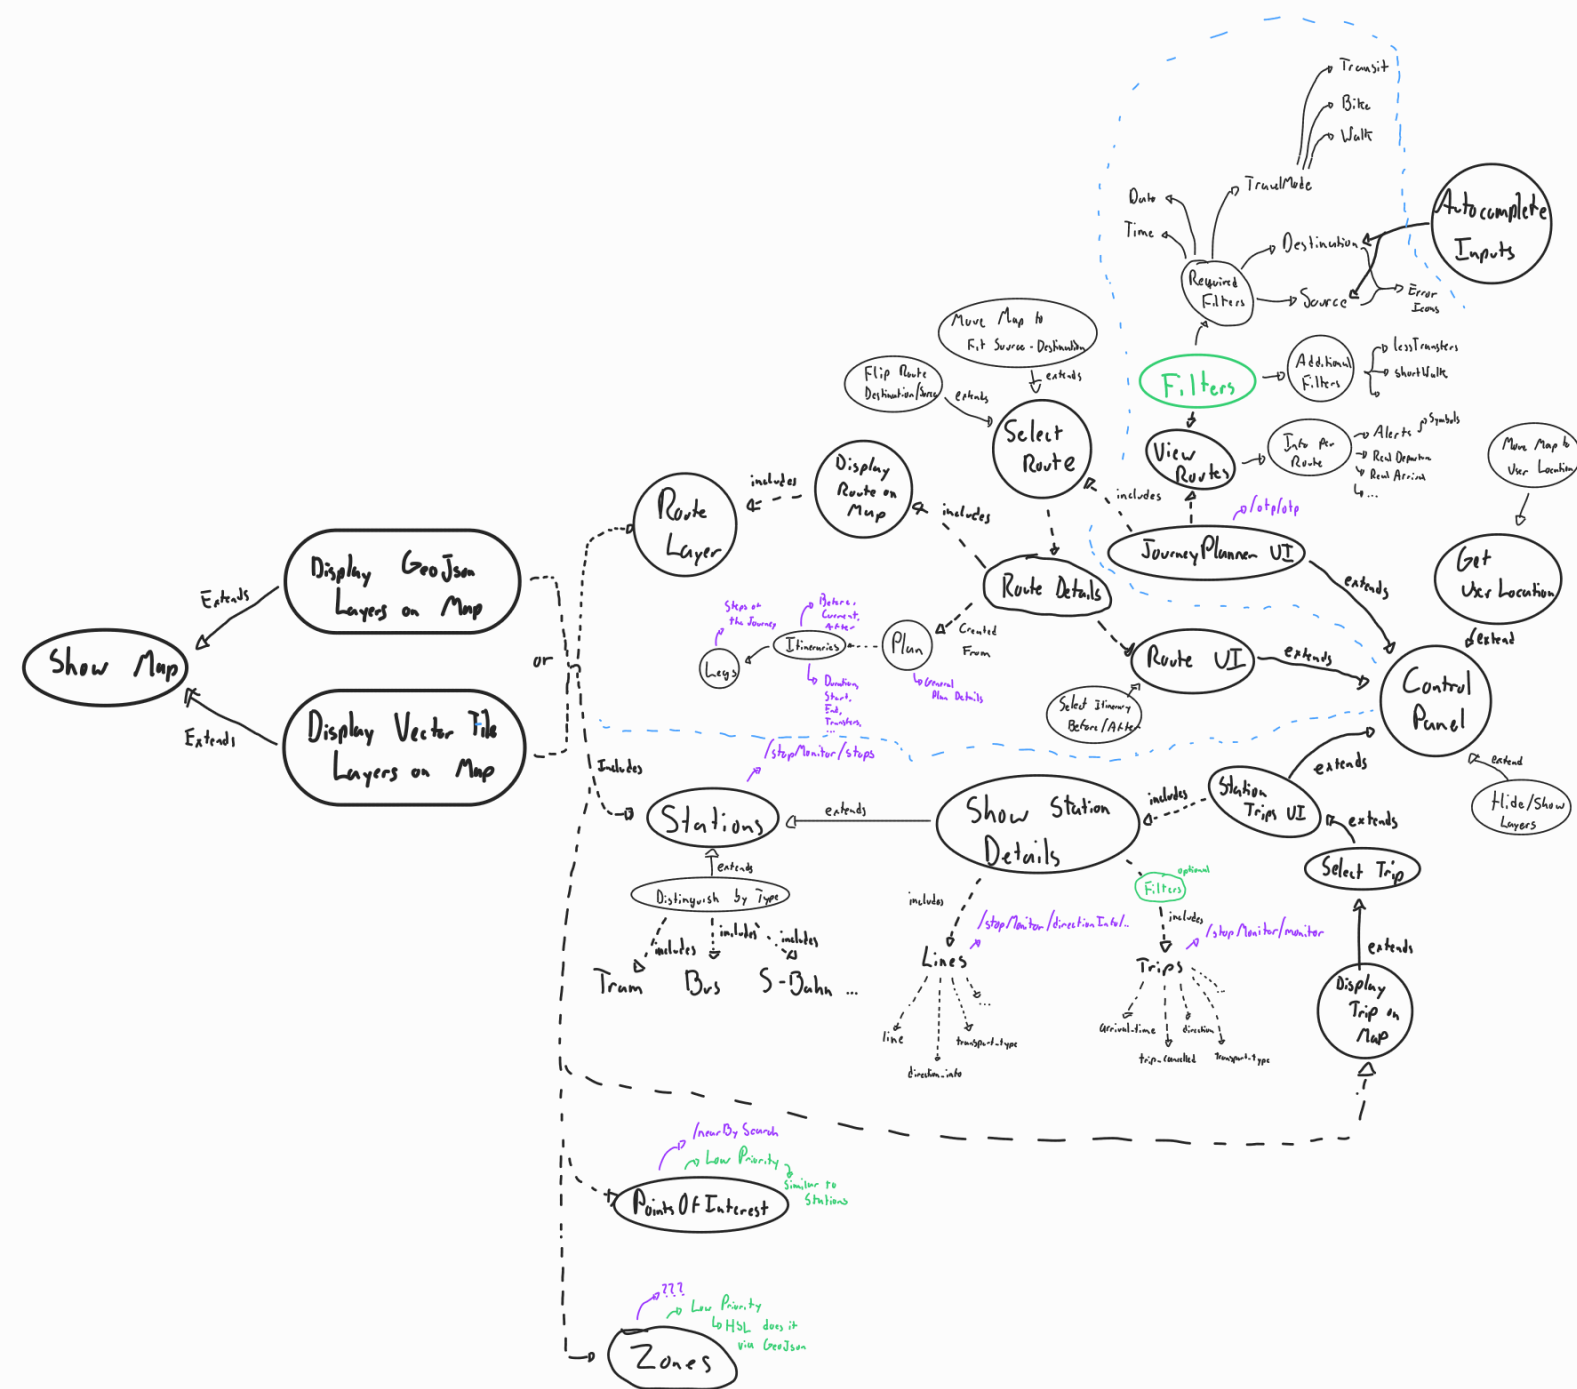 Transit
Bike
Walk
TravelMode
Date
Time
Autocomplete
Inputs
Destination
Required
Filters
Source
Error
Icons
Move Map to
Fit Source-Destination
extends
Flip Route
Destination/Source
extends
Filters
Additional
Filters
lessTransfers
shortWalk
Select
Route
View
Routes
Info per
Route
Alerts
Symbols
Real Departure
Real Arrival
...
Move Map to
User Location
Display
Route on
Map
includes
Route
Layer
includes
includes
/otp/otp
JourneyPlanner UI
extends
Get
User Location
extend
Display GeoJson
Layers on Map
Extends
Route Details
Created
From
Plan
General
Plan Details
Before,
Current,
After
Itineraries
Duration,
Start,
End,
Transfers,
...
Steps of
the Journey
Legs
Route UI
extends
Select Itinerary
Before/After
Control
Panel
Show Map
or
Display Vector Tile
Layers on Map
Extends
Includes
/stopMonitor/stops
Stations
extends
Show Station
Details
includes
Station
Trips UI
extends
extend
Hide/Show
Layers
extends
Select Trip
extends
Distinguish by Type
includes
includes
includes
Tram
Bus
S-Bahn ...
optional
Filters
includes
includes
/stopMonitor/directionInfo/..
/stopMonitor/monitor
Lines
Trips
line
direction_info
transport_type
...
arrival-time
trip_cancelled
direction
transport_type
...
extends
Display
Trip on
Map
/nearBySearch
Low Priority
Similar to
Stations
PointsOfInterest
???
Low Priority
HSL does it
via GeoJson
Zones